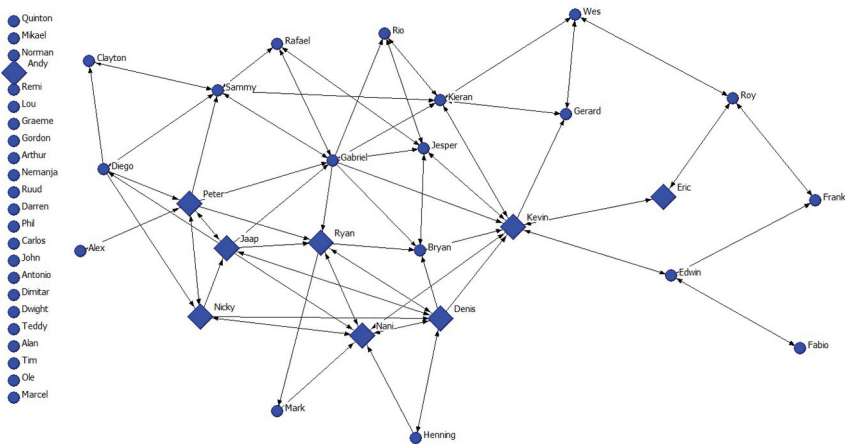 Quinton
Mikael
Norman
Andy
Remi
Lou
Graeme
Gordon
Arthur
Nemanja
Ruud
Darren
Phil
Carlos
John
Antonio
Dimitar
Dwight
Teddy
Alan
Tim
Ole
Marcel
Clayton
Rafael
Rio
Wes
Sammy
Kieran
Roy
Gerard
Jesper
Diego
Gabriel
Peter
Eric
Frank
Kevin
Alex
Jaap
Ryan
Bryan
Edwin
Nicky
Denis
Nani
Fabio
Mark
Henning